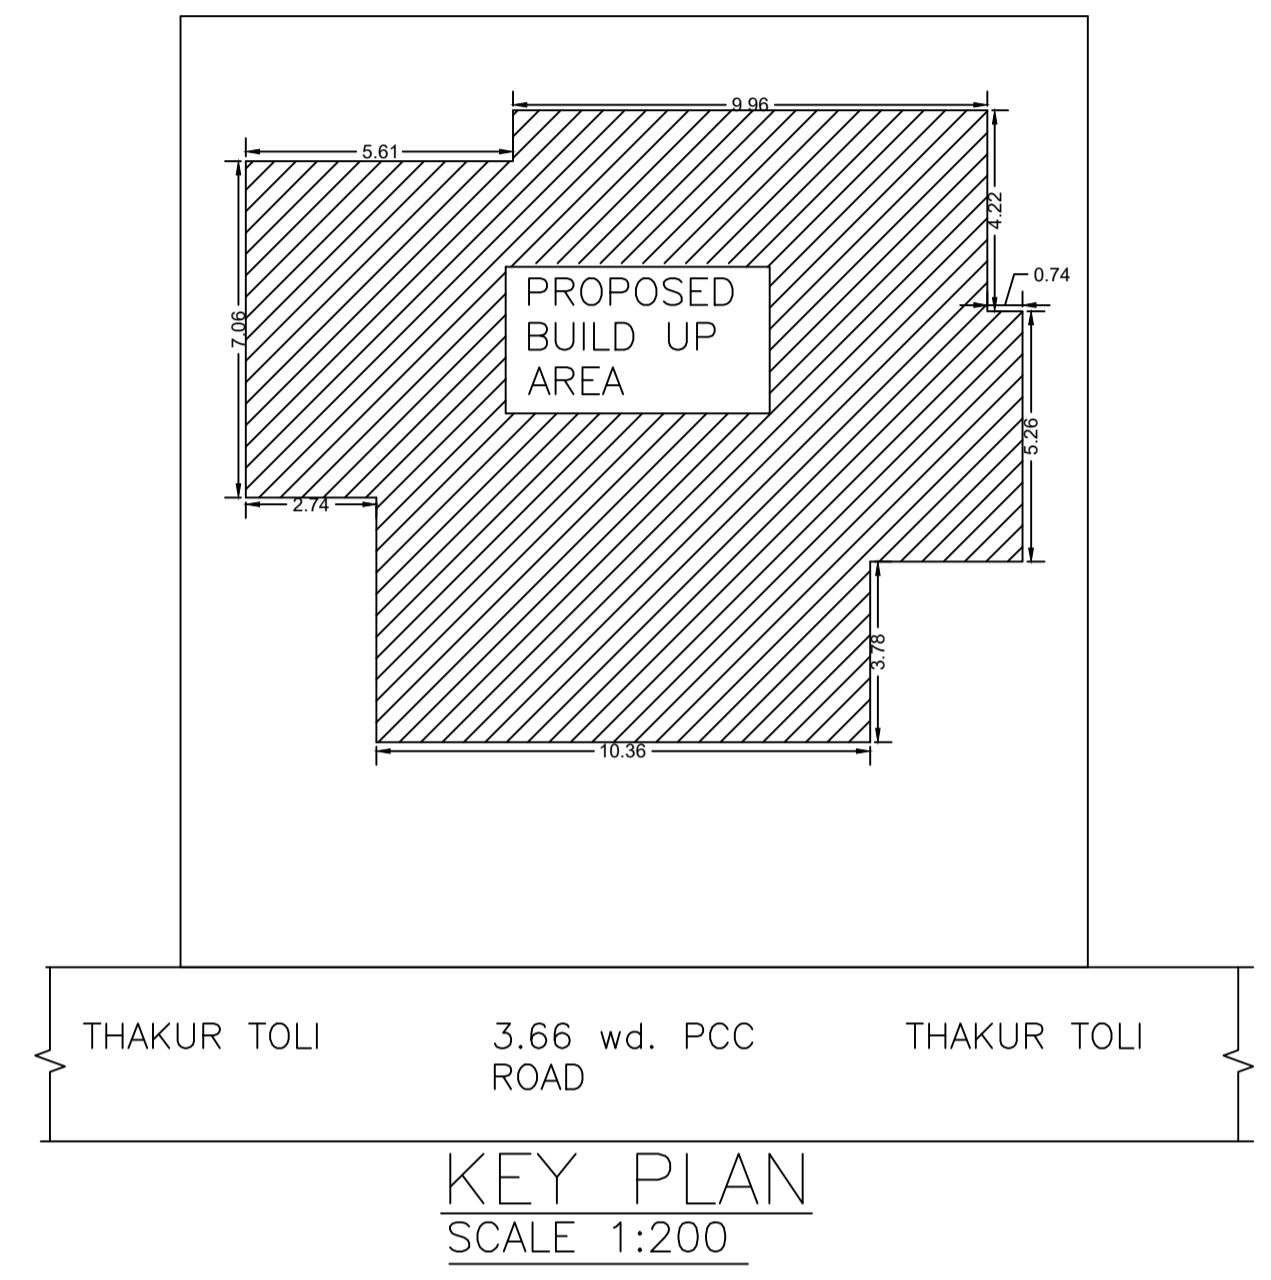 9.96
5.61
4.22
0.74
PROPOSED
BUILD UP
AREA
7.06
5.26
2.74
3.78
10.36
THAKUR TOLI
3.66 wd. PCC
ROAD
THAKUR TOLI
KEY PLAN
SCALE 1:200